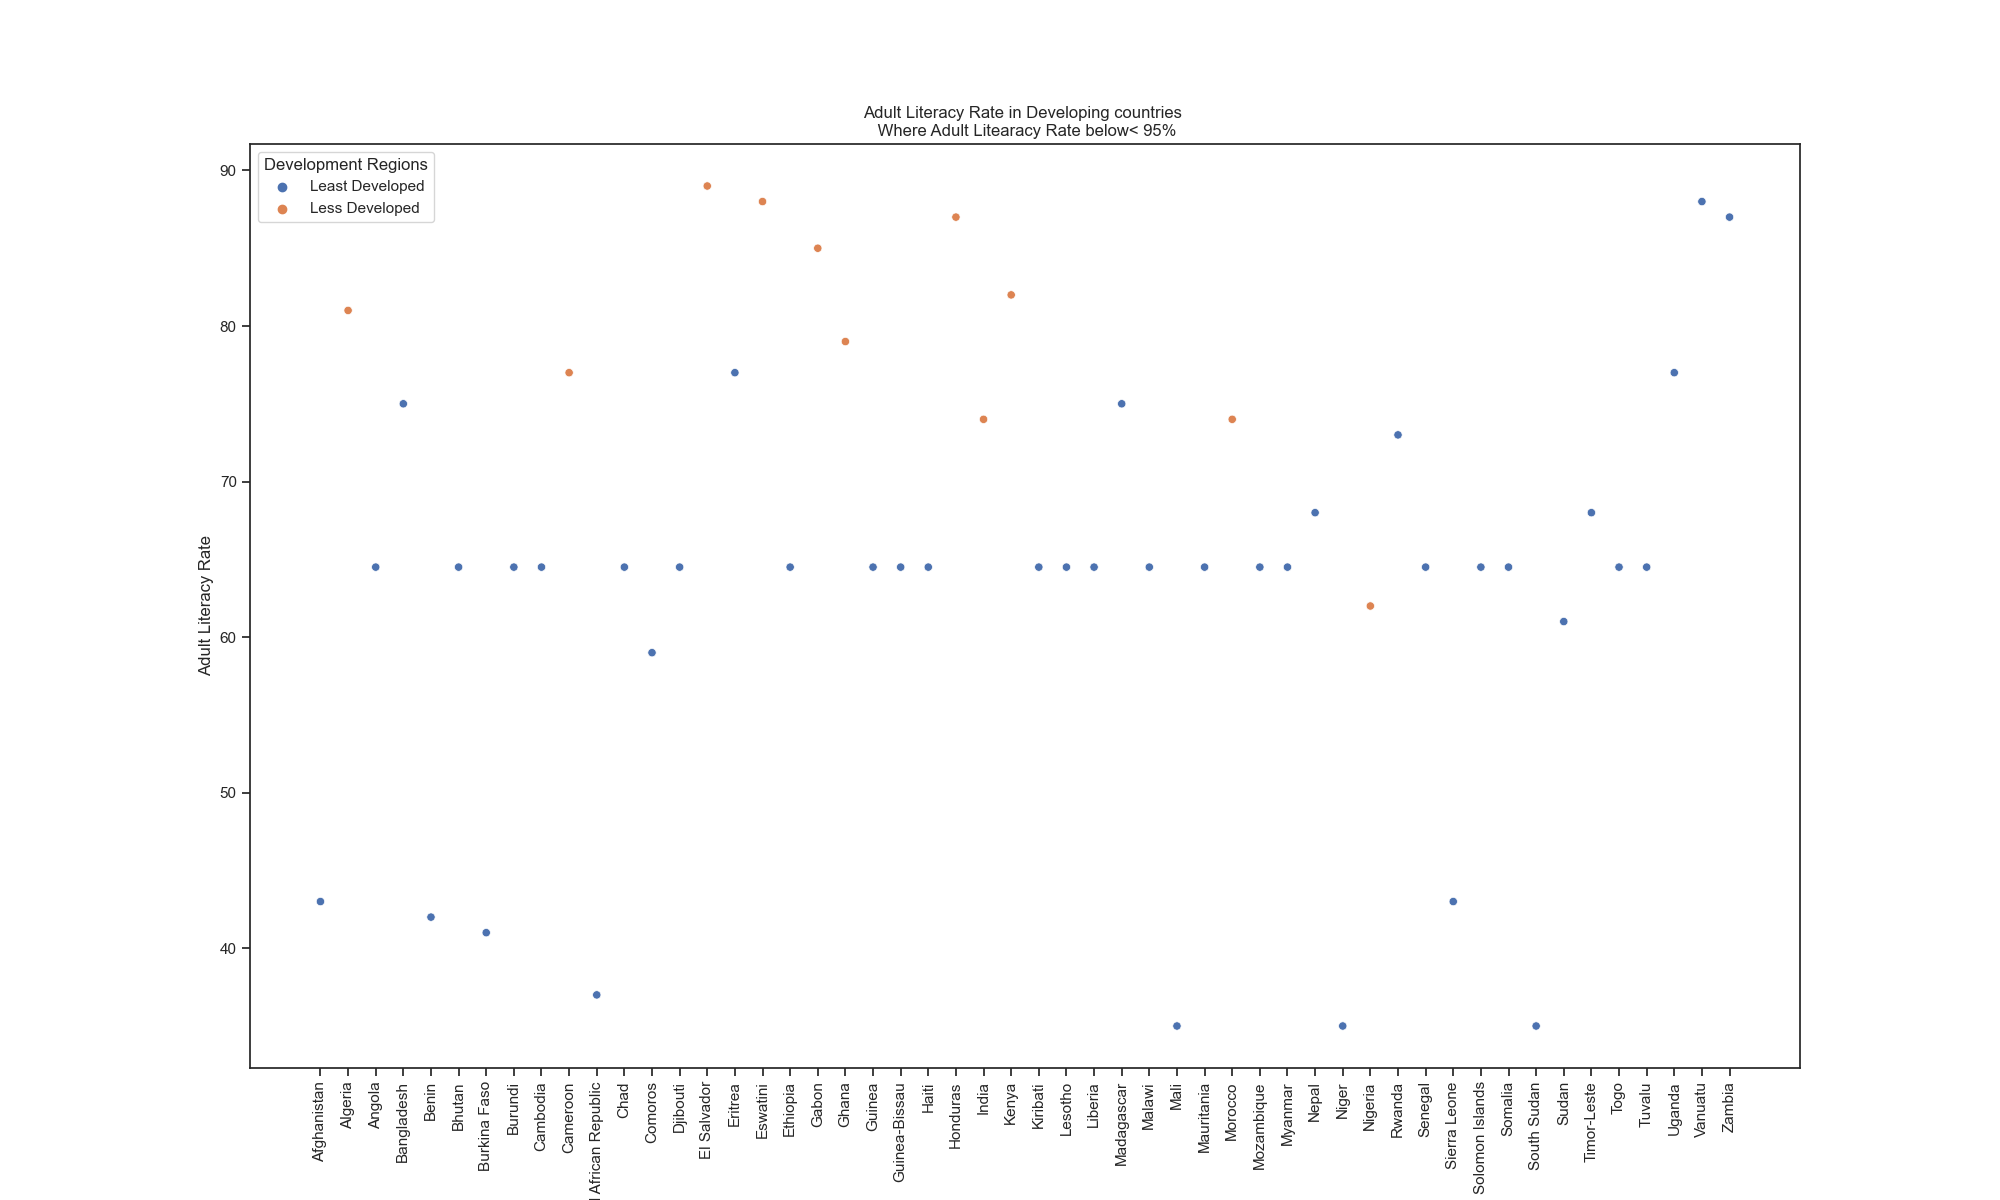 Adult Literacy Rate in Developing countries
Where Adult Litearacy Rate below< 95%
Development Regions
Least Developed
Less Developed
Adult Literacy Rate
90
80
70
60
50
40
Afghanistan
Algeria
Angola
Bangladesh
Benin
Bhutan
Burkina Faso
Burundi
Cambodia
Cameroon
African Republic
Chad
Comoros
Djibouti
El Salvador
Eritrea
Eswatini
Ethiopia
Gabon
Ghana
Guinea
Guinea-Bissau
Haiti
Honduras
India
Kenya
Kiribati
Lesotho
Liberia
Madagascar
Malawi
Mali
Mauritania
Morocco
Mozambique
Myanmar
Nepal
Niger
Nigeria
Rwanda
Senegal
Sierra Leone
Solomon Islands
Somalia
South Sudan
Sudan
Timor-Leste
Togo
Tuvalu
Uganda
Vanuatu
Zambia